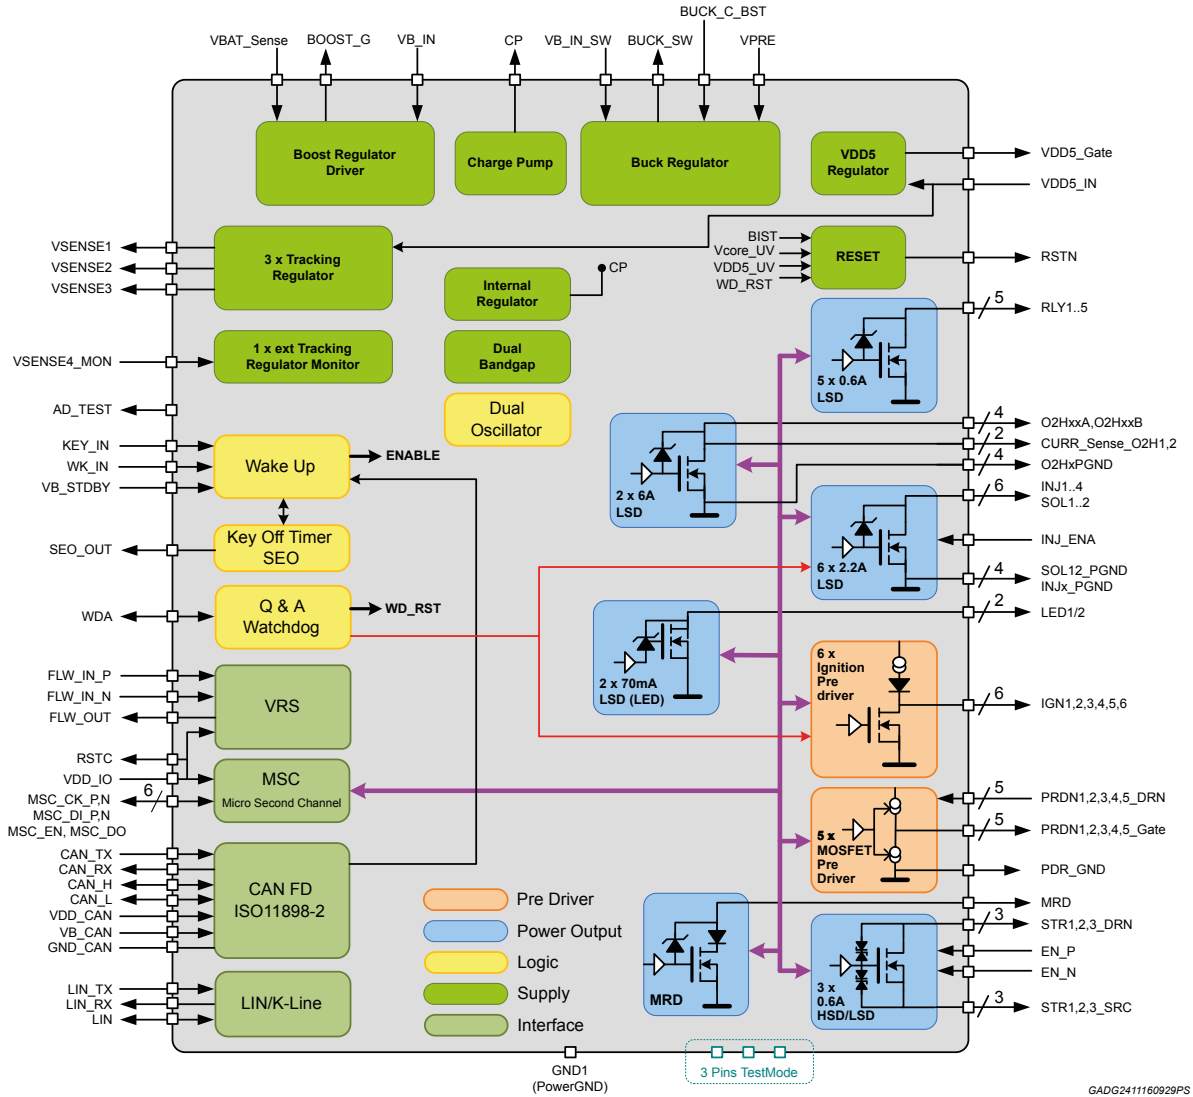 BUCK_C_BST
VBAT_Sense
BOOST_G
VB_IN
CP
VB_IN_SW
BUCK_SW
VPRE
Boost Regulator
Driver
Charge Pump
Buck Regulator
VDD5
Regulator
VDD5_Gate
VDD5_IN
VSENSE1
VSENSE2
VSENSE3
3 x Tracking
Regulator
Internal
Regulator
CP
BIST
Vcore_UV
VDD5_UV
WD_RST
RESET
RSTN
VSENSE4_MON
1 x ext Tracking
Regulator Monitor
Dual
Bandgap
5 x 0.6A
LSD
5
RLY1..5
AD_TEST
Dual
Oscillator
KEY_IN
WK_IN
VB_STDBY
Wake Up
ENABLE
2 x 6A
LSD
4
O2HxxA,O2HxxB
2
CURR_Sense_O2H1,2
4
O2HxPGND
6
INJ1..4
SOL1..2
SEO_OUT
Key Off Timer
SEO
6 x 2.2A
LSD
INJ_ENA
4
SOL12_PGND
INJx_PGND
WDA
Q & A
Watchdog
WD_RST
2
LED1/2
2 x 70mA
LSD (LED)
FLW_IN_P
FLW_IN_N
FLW_OUT
VRS
6 x
Ignition
Pre
driver
6
IGN1,2,3,4,5,6
RSTC
VDD_IO
6
MSC_CK_P,N
MSC_DI_P,N
MSC_EN, MSC_DO
MSC
Micro Second Channel
5 x
MOSFET
Pre
Driver
5
PRDN1,2,3,4,5_DRN
5
PRDN1,2,3,4,5_Gate
PDR_GND
CAN_TX
CAN_RX
CAN_H
CAN_L
VDD_CAN
VB_CAN
GND_CAN
CAN FD
ISO11898-2
Pre Driver
Power Output
Logic
Supply
Interface
MRD
MRD
3 x
0.6A
HSD/LSD
3
STR1,2,3_DRN
EN_P
EN_N
3
STR1,2,3_SRC
LIN_TX
LIN_RX
LIN
LIN/K-Line
GND1
(PowerGND)
3 Pins TestMode
GADG2411160929PS